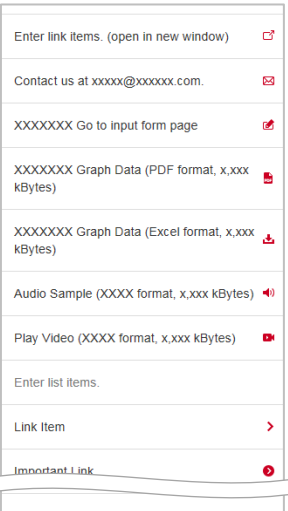 Enter link items. (open in new window)
Contact us at xxxxx@xxxxxx.com.
XXXXXXX Go to input form page
XXXXXXX Graph Data (PDF format, x,xxx
kBytes)
XXXXXXX Graph Data (Excel format, x,xxx
kBytes)
Audio Sample (XXXX format, x,xxx kBytes)
Play Video (XXXX format, x,xxx kBytes)
Enter list items.
Link Item
Important Link